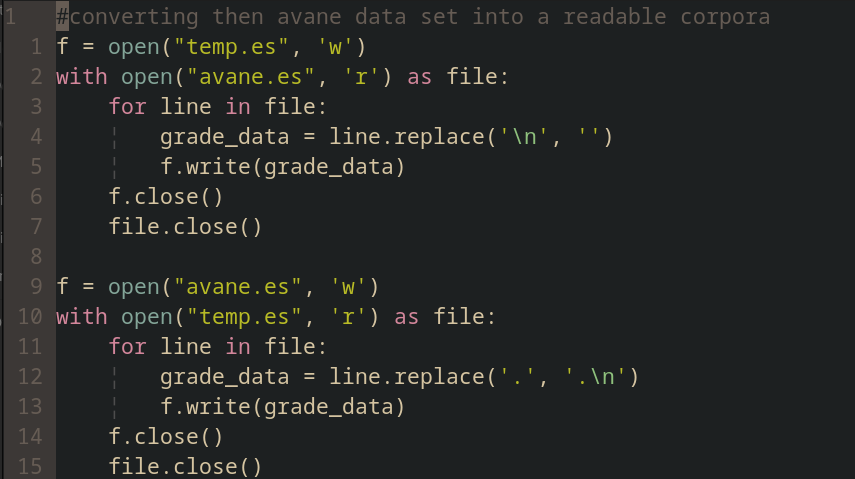 1 #converting then avane data set into a readable corpora
1 f = open("temp.es", 'w')
2 with open("avane.es", 'r') as file:
3 for line in file:
4 grade_data = line.replace('\n', '')
5 f.write(grade_data)
6 f.close()
7 file.close()
8
9 f = open("avane.es", 'w')
10 with open("temp.es", 'r') as file:
11 for line in file:
12 grade_data = line.replace('.', '.\n')
13 f.write(grade_data)
14 f.close()
15 file.close()